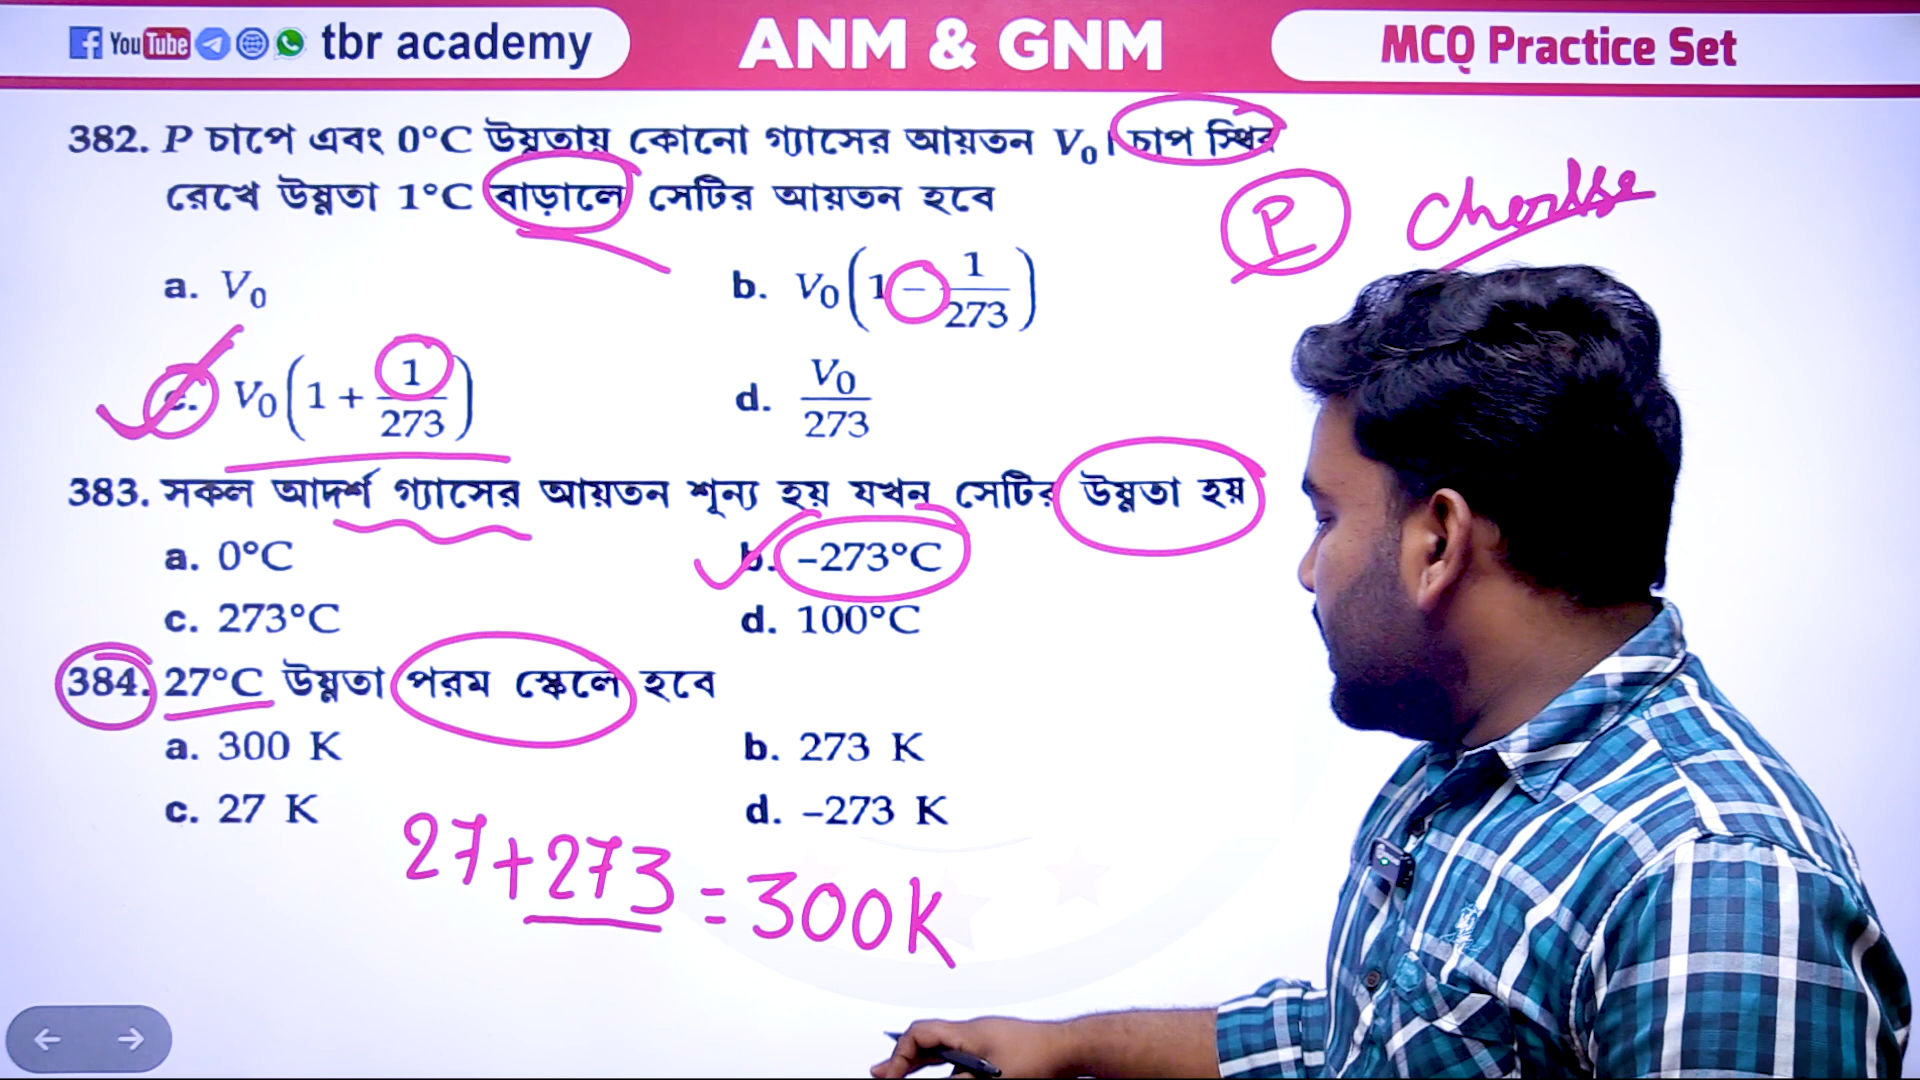 YouTube tbr academy
ANM & GNM
MCQ Practice Set
382. P চাপে এবং 0°C উষ্ণতায় কোনো গ্যাসের আয়তন V₀। চাপ স্থির
রেখে উষ্ণতা 1°C বাড়ালে সেটির আয়তন হবে
a. V₀ b. V₀(1 − 1/273)
c. V₀(1 + 1/273) d. V₀/273
P
383. সকল আদর্শ গ্যাসের আয়তন শূন্য হয় যখন সেটির উষ্ণতা হয়
a. 0°C b. –273°C
c. 273°C d. 100°C
384. 27°C উষ্ণতা পরম স্কেলে হবে
a. 300 K b. 273 K
c. 27 K d. –273 K
27+273 = 300K